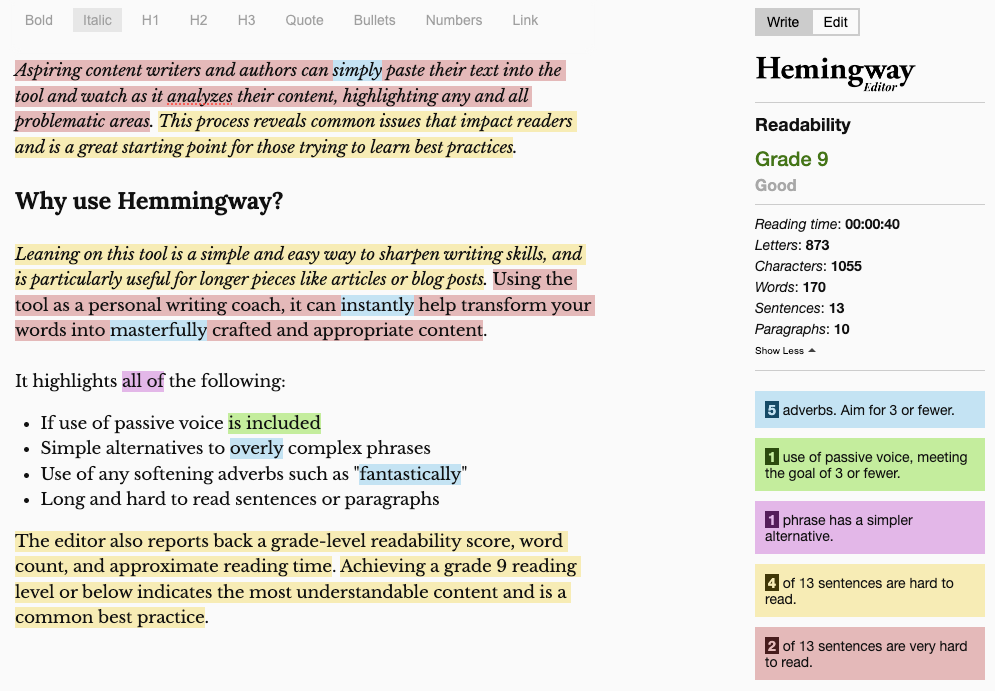 Bold Italic H1 H2 H3 Quote Bullets Numbers Link
Aspiring content writers and authors can simply paste their text into the
tool and watch as it analyzes their content, highlighting any and all
problematic areas. This process reveals common issues that impact readers
and is a great starting point for those trying to learn best practices.
Why use Hemmingway?
Leaning on this tool is a simple and easy way to sharpen writing skills, and
is particularly useful for longer pieces like articles or blog posts. Using the
tool as a personal writing coach, it can instantly help transform your
words into masterfully crafted and appropriate content.
It highlights all of the following:
• If use of passive voice is included
• Simple alternatives to overly complex phrases
• Use of any softening adverbs such as "fantastically"
• Long and hard to read sentences or paragraphs
The editor also reports back a grade-level readability score, word
count, and approximate reading time. Achieving a grade 9 reading
level or below indicates the most understandable content and is a
common best practice.
Write Edit
Hemingway
Editor
Readability
Grade 9
Good
Reading time: 00:00:40
Letters: 873
Characters: 1055
Words: 170
Sentences: 13
Paragraphs: 10
Show Less
5 adverbs. Aim for 3 or fewer.
1 use of passive voice, meeting
the goal of 3 or fewer.
1 phrase has a simpler
alternative.
4 of 13 sentences are hard to
read.
2 of 13 sentences are very hard
to read.